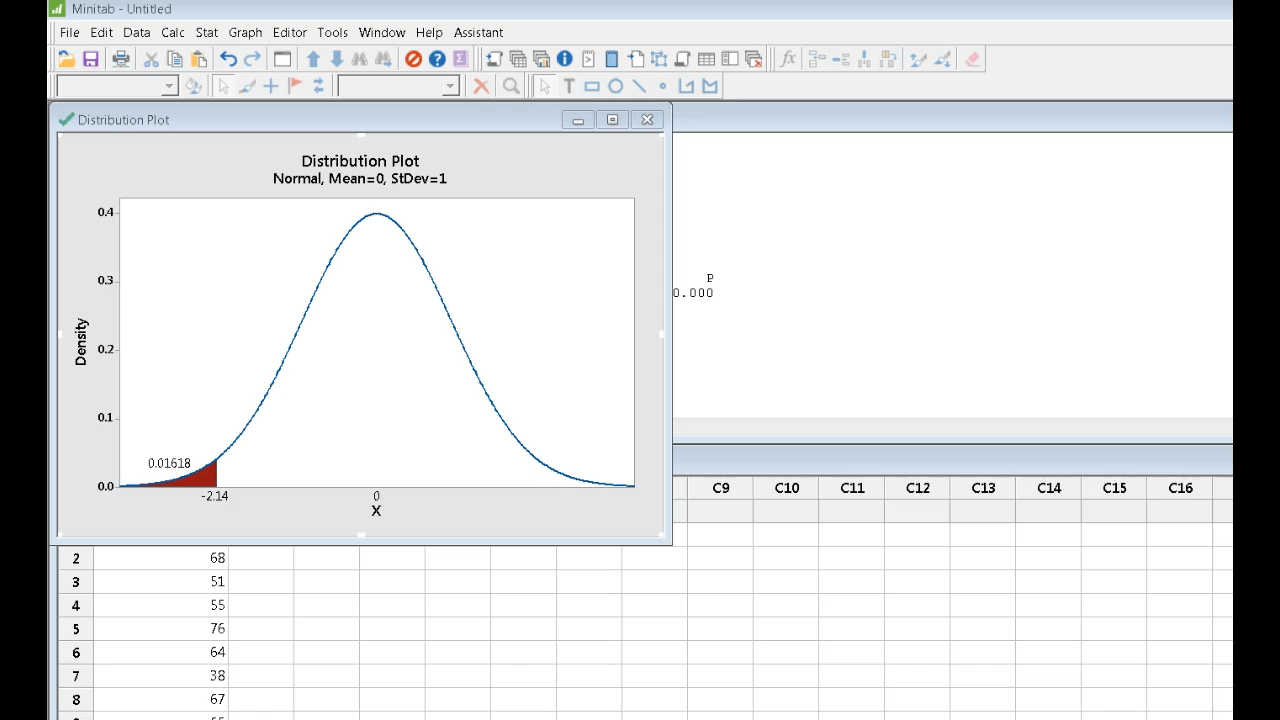 Minitab - Untitled
File Edit Data Calc Stat Graph Editor Tools Window Help Assistant
Distribution Plot
Distribution Plot
Normal, Mean=0, StDev=1
0.4
0.3
0.2
0.1
0.0
Density
0.01618
-2.14
0
X
P
0.000
C9 C10 C11 C12 C13 C14 C15 C16
2 68
3 51
4 55
5 76
6 64
7 38
8 67